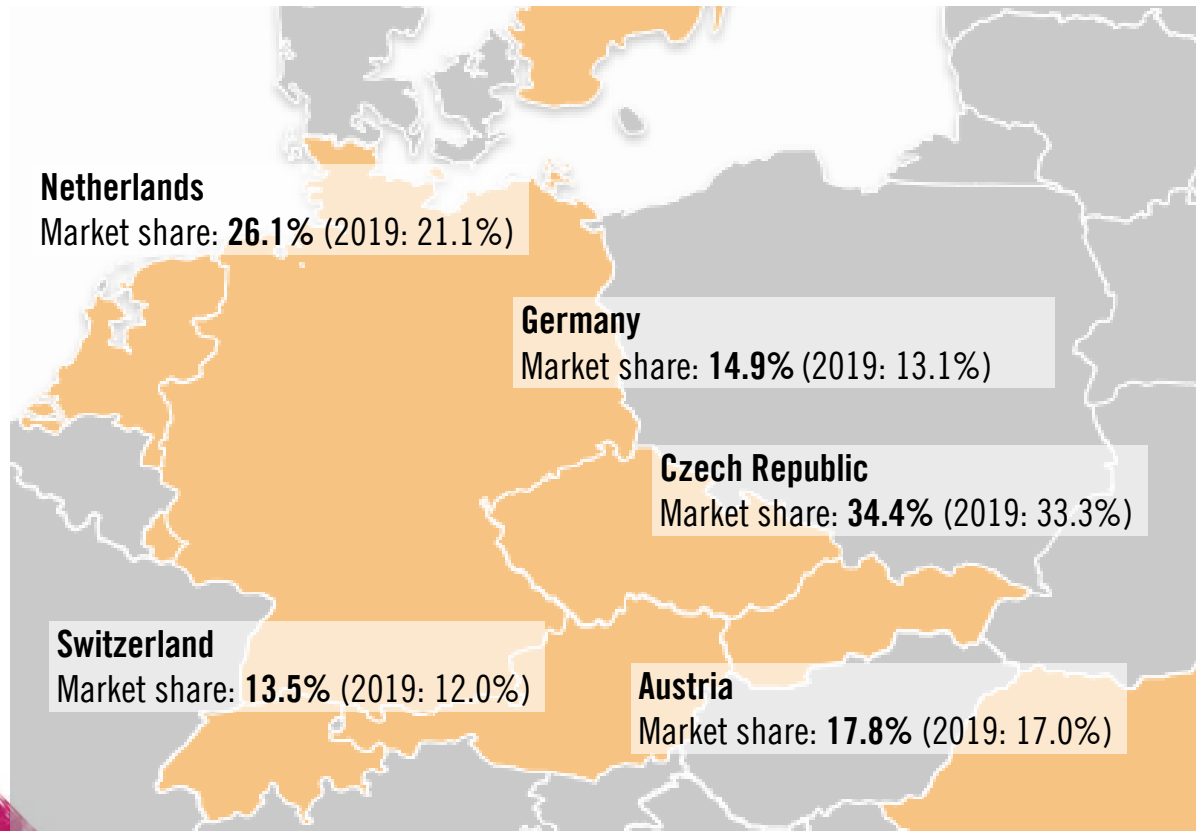 Netherlands
Market share: 26.1% (2019: 21.1%)
Germany
Market share: 14.9% (2019: 13.1%)
Czech Republic
Market share: 34.4% (2019: 33.3%)
Switzerland
Market share: 13.5% (2019: 12.0%)
Austria
Market share: 17.8% (2019: 17.0%)